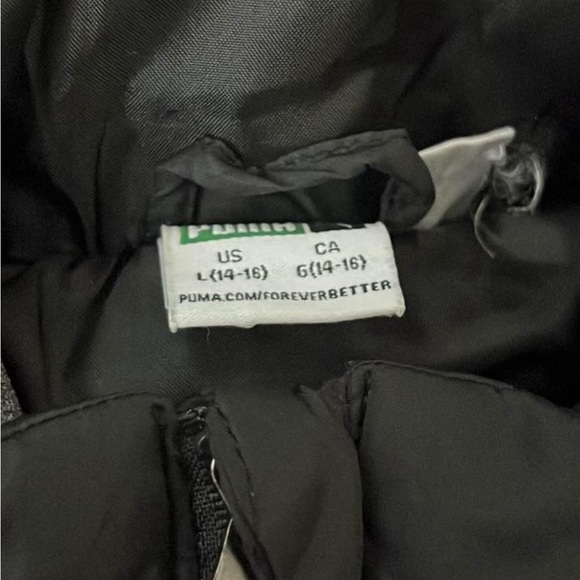 PUMA
US CA
L(14-16) G(14-16)
PUMA.COM/FOREVERBETTER